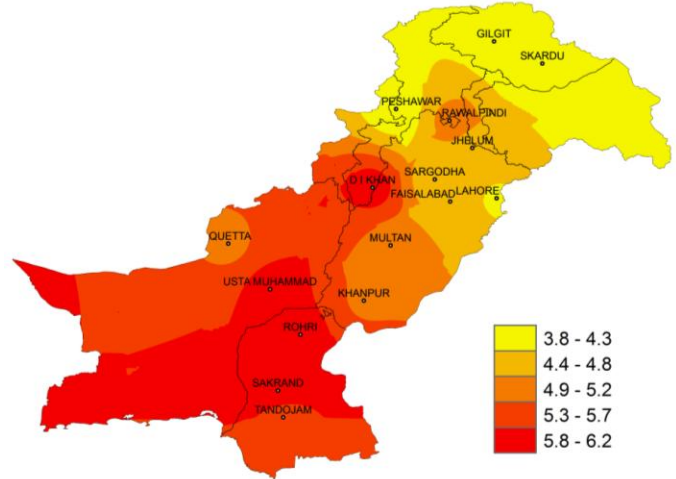 GILGIT
SKARDU
PESHAWAR
RAWALPINDI
JHELUM
SARGODHA
D I KHAN
FAISALABAD
LAHORE
QUETTA
MULTAN
USTA MUHAMMAD
KHANPUR
ROHRI
SAKRAND
TANDOJAM
3.8 - 4.3
4.4 - 4.8
4.9 - 5.2
5.3 - 5.7
5.8 - 6.2